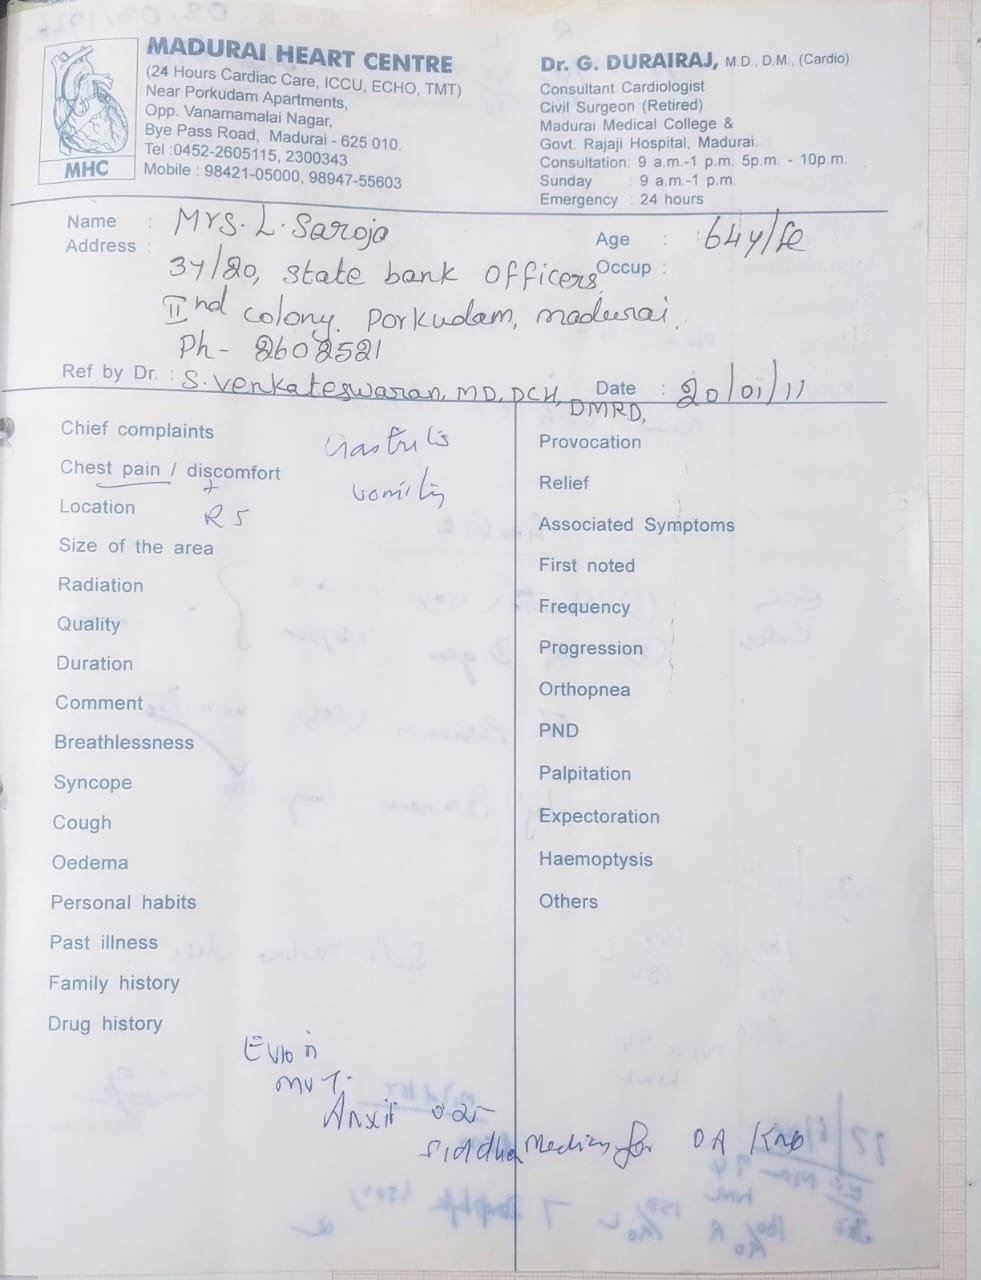 MADURAI HEART CENTRE
(24 Hours Cardiac Care, ICCU, ECHO, TMT)
Near Porkudam Apartments,
Opp. Vanamamalai Nagar,
Bye Pass Road, Madurai - 625 010.
Tel :0452-2605115, 2300343
Mobile : 98421-05000, 98947-55603
MHC
Dr. G. DURAIRAJ, M.D., D.M., (Cardio)
Consultant Cardiologist
Civil Surgeon (Retired)
Madurai Medical College &
Govt. Rajaji Hospital, Madurai.
Consultation: 9 a.m.-1 p.m. 5p.m. - 10p.m.
Sunday : 9 a.m.-1 p.m.
Emergency : 24 hours
Name : Mrs. L. Saroja
Age : 64y/fe
Address : 34/20, State bank Officers
Occup :
IInd colony. Porkudam, madurai.
Ph- 2602521
Ref by Dr. : S. Venkateswaran, MD, DCH, DMRD,
Date : 20/01/11
Chief complaints Gastritis
Chest pain / discomfort vomiting
+
Location RS
Size of the area
Radiation
Quality
Duration
Comment
Breathlessness
Syncope
Cough
Oedema
Personal habits
Past illness
Family history
Drug history
Provocation
Relief
Associated Symptoms
First noted
Frequency
Progression
Orthopnea
PND
Palpitation
Expectoration
Haemoptysis
Others
Evion
MVT.
Anxit 0.25
Siddha Medicines for OA Knee